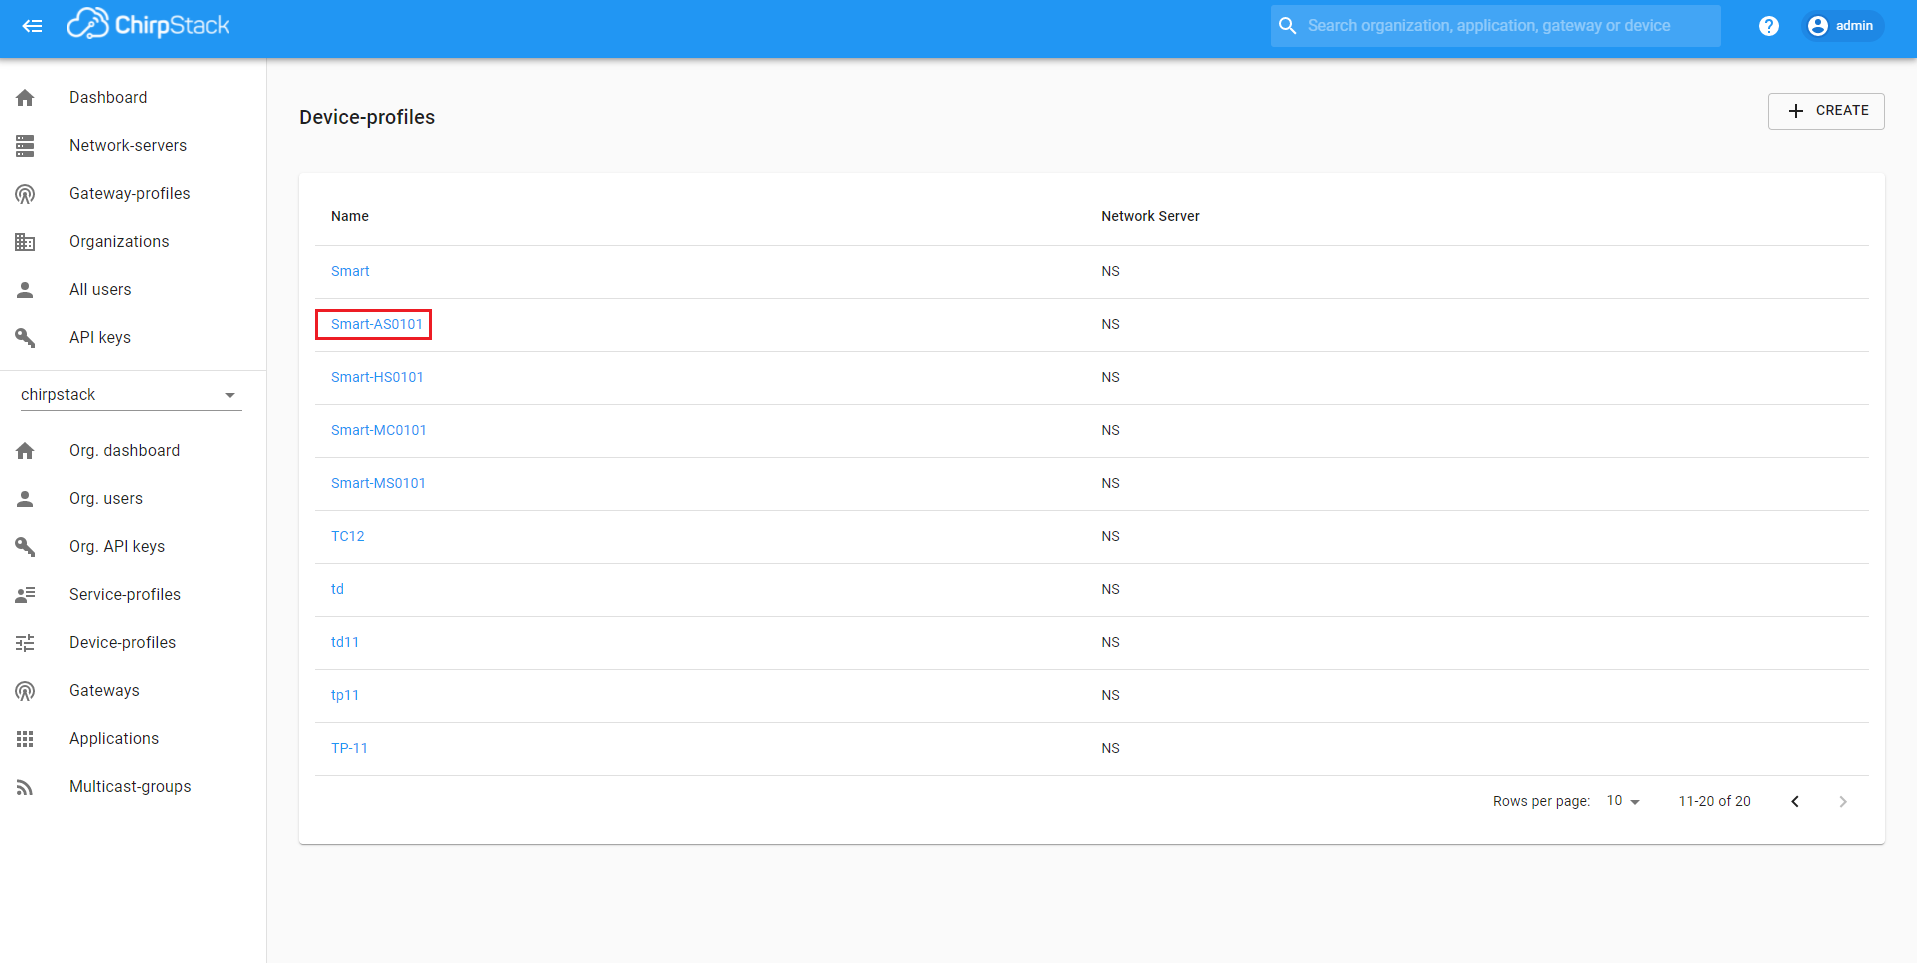 ChirpStack
Search organization, application, gateway or device
? admin
Dashboard
Network-servers
Gateway-profiles
Organizations
All users
API keys
chirpstack
Org. dashboard
Org. users
Org. API keys
Service-profiles
Device-profiles
Gateways
Applications
Multicast-groups
Device-profiles
+ CREATE
Name Network Server
Smart NS
Smart-AS0101 NS
Smart-HS0101 NS
Smart-MC0101 NS
Smart-MS0101 NS
TC12 NS
td NS
td11 NS
tp11 NS
TP-11 NS
Rows per page: 10 11-20 of 20